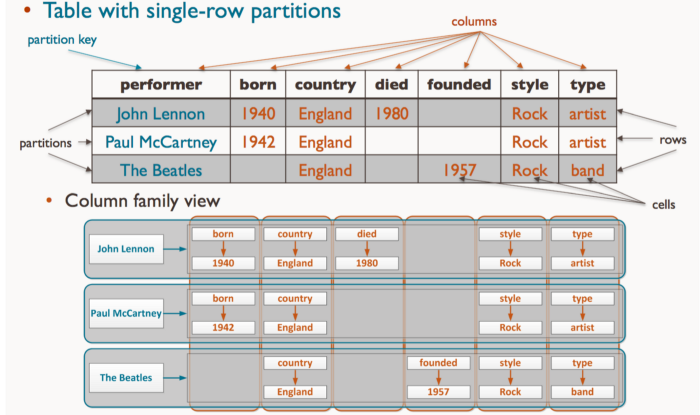 • Table with single-row partitions
columns
partition key
performer born country died founded style type
John Lennon 1940 England 1980 Rock artist
partitions Paul McCartney 1942 England Rock artist rows
The Beatles England 1957 Rock band
cells
• Column family view
born country died style type
John Lennon
1940 England 1980 Rock artist
born country style type
Paul McCartney
1942 England Rock artist
country founded style type
The Beatles
England 1957 Rock band